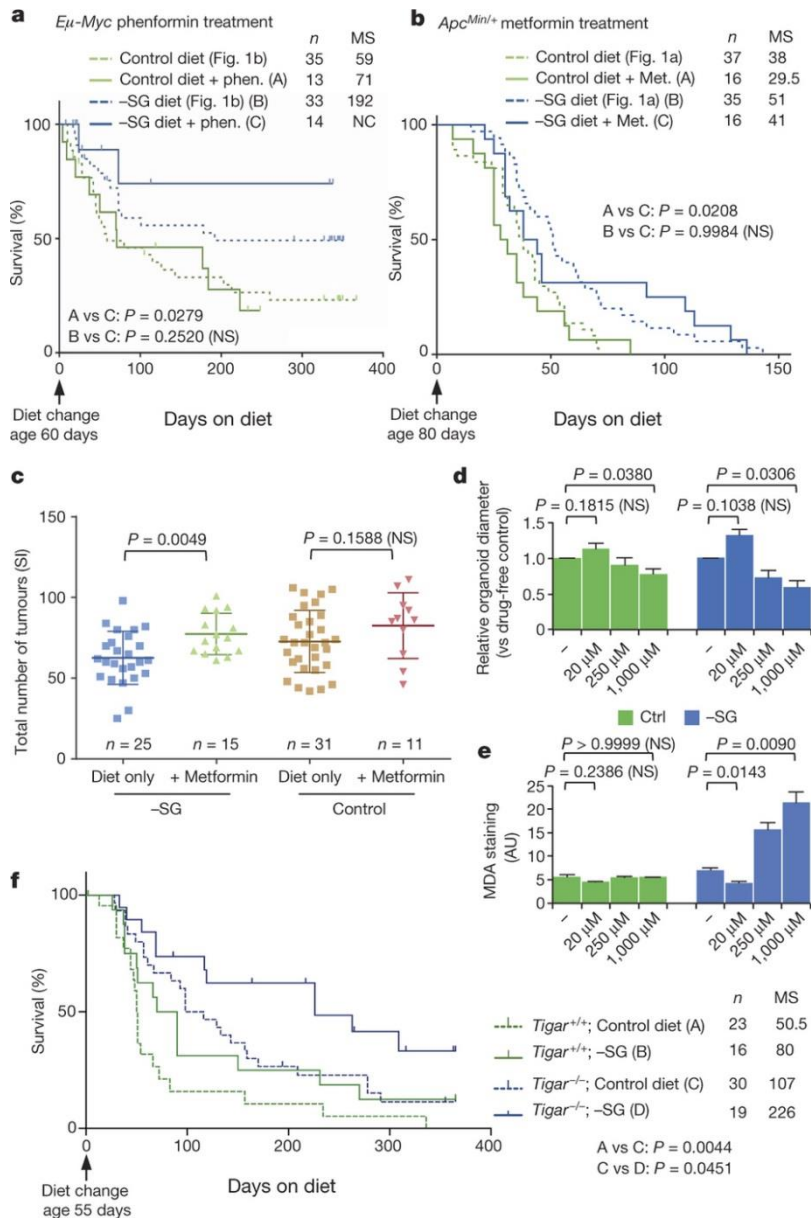 a Eμ-Myc phenformin treatment
n MS
Control diet (Fig. 1b) 35 59
Control diet + phen. (A) 13 71
–SG diet (Fig. 1b) (B) 33 192
–SG diet + phen. (C) 14 NC
Survival (%)
100
50
0
A vs C: P = 0.0279
B vs C: P = 0.2520 (NS)
0 100 200 300 400
Diet change
age 60 days
Days on diet
b Apc^Min/+ metformin treatment
n MS
Control diet (Fig. 1a) 37 38
Control diet + Met. (A) 16 29.5
–SG diet (Fig. 1a) (B) 35 51
–SG diet + Met. (C) 16 41
Survival (%)
100
50
0
A vs C: P = 0.0208
B vs C: P = 0.9984 (NS)
0 50 100 150
Diet change
age 80 days
Days on diet
c
Total number of tumours (SI)
150
100
50
0
P = 0.0049
P = 0.1588 (NS)
n = 25 n = 15 n = 31 n = 11
Diet only + Metformin Diet only + Metformin
–SG Control
d
Relative organoid diameter
(vs drug-free control)
1.5
1.0
0.5
0
P = 0.0380
P = 0.1815 (NS)
P = 0.0306
P = 0.1038 (NS)
– 20 μM 250 μM 1,000 μM – 20 μM 250 μM 1,000 μM
Ctrl –SG
e
MDA staining
(AU)
25
20
15
10
5
0
P > 0.9999 (NS)
P = 0.2386 (NS)
P = 0.0090
P = 0.0143
– 20 μM 250 μM 1,000 μM – 20 μM 250 μM 1,000 μM
f
Survival (%)
100
50
0
0 100 200 300 400
Diet change
age 55 days
Days on diet
n MS
Tigar+/+; Control diet (A) 23 50.5
Tigar+/+; –SG (B) 16 80
Tigar–/–; Control diet (C) 30 107
Tigar–/–; –SG (D) 19 226
A vs C: P = 0.0044
C vs D: P = 0.0451